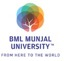 BML MUNJAL
UNIVERSITY™
FROM HERE TO THE WORLD